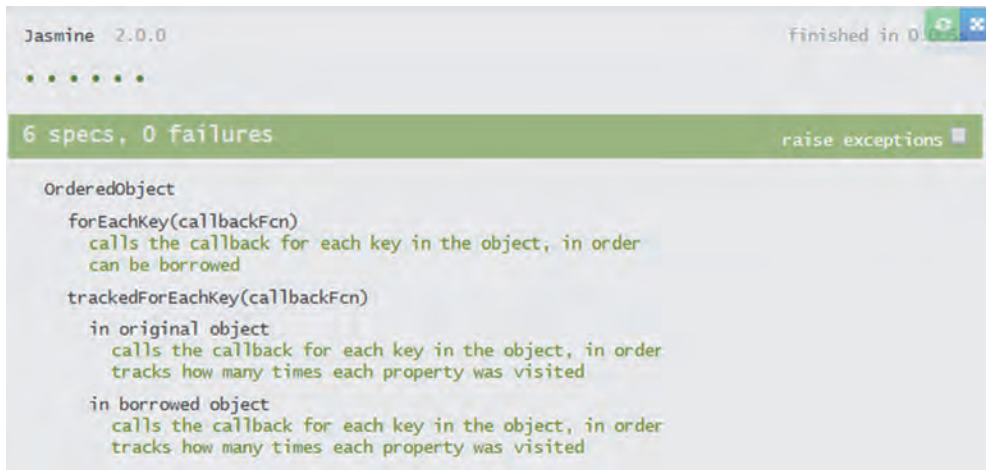 Jasmine 2.0.0
finished in 0
• • • • • •
6 specs, 0 failures
raise exceptions
OrderedObject
forEachKey(callbackFcn)
calls the callback for each key in the object, in order
can be borrowed
trackedForEachKey(callbackFcn)
in original object
calls the callback for each key in the object, in order
tracks how many times each property was visited
in borrowed object
calls the callback for each key in the object, in order
tracks how many times each property was visited